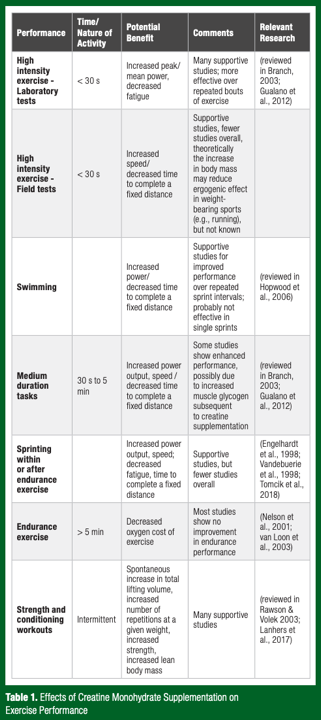 Performance
Time/
Nature of
Activity
Potential
Benefit
Comments
Relevant
Research
High
intensity
exercise -
Laboratory
tests
< 30 s
Increased peak/
mean power,
decreased
fatigue
Many supportive
studies; more
effective over
repeated bouts
of exercise
(reviewed
in Branch,
2003;
Gualano et
al., 2012)
High
intensity
exercise -
Field tests
< 30 s
Increased
speed/
decreased time
to complete a
fixed distance
Supportive
studies, fewer
studies overall,
theoretically
the increase
in body mass
may reduce
ergogenic effect
in weight-
bearing sports
(e.g., running),
but not known
Swimming
Increased
power/
decreased time
to complete a
fixed distance
Supportive
studies for
improved
performance
over repeated
sprint intervals;
probably not
effective in
single sprints
(reviewed in
Hopwood et
al., 2006)
Medium
duration
tasks
30 s to 5
min
Increased power
output, speed /
decreased time
to complete a
fixed distance
Some studies
show enhanced
performance,
possibly due
to increased
muscle glycogen
subsequent
to creatine
supplementation
(reviewed
in Branch,
2003;
Gualano et
al., 2012)
Sprinting
within
or after
endurance
exercise
Increased power
output, speed;
decreased
fatigue, time to
complete a fixed
distance
Supportive
studies, but
fewer studies
overall
(Engelhardt
et al., 1998;
Vandebuerie
et al., 1998;
Tomcik et al.,
2018)
Endurance
exercise
> 5 min
Decreased
oxygen cost of
exercise
Most studies
show no
improvement
in endurance
performance
(Nelson et
al., 2001;
van Loon et
al., 2003)
Strength and
conditioning
workouts
Intermittent
Spontaneous
increase in total
lifting volume,
increased
number of
repetitions at a
given weight,
increased
strength,
increased lean
body mass
Many supportive
studies
(reviewed in
Rawson &
Volek 2003;
Lanhers et
al., 2017)
Table 1. Effects of Creatine Monohydrate Supplementation on
Exercise Performance